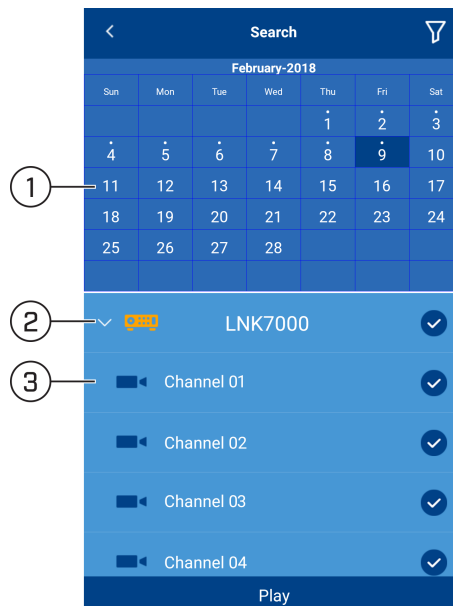 Search
February-2018
Sun Mon Tue Wed Thu Fri Sat
1 2 3
4 5 6 7 8 9 10
1 11 12 13 14 15 16 17
18 19 20 21 22 23 24
25 26 27 28
2 LNK7000
3 Channel 01
Channel 02
Channel 03
Channel 04
Play